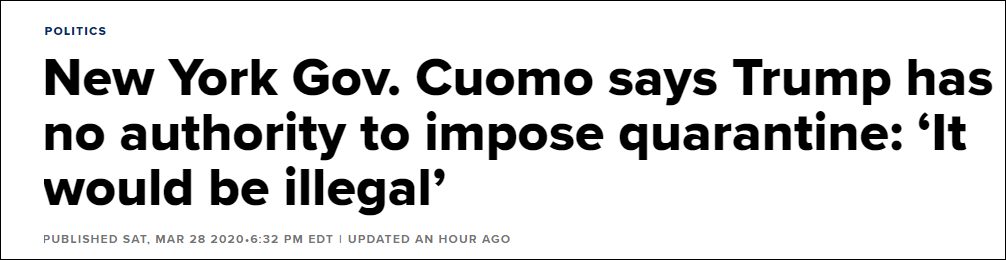 POLITICS
New York Gov. Cuomo says Trump has
no authority to impose quarantine: ‘It
would be illegal’
PUBLISHED SAT, MAR 28 2020•6:32 PM EDT | UPDATED AN HOUR AGO